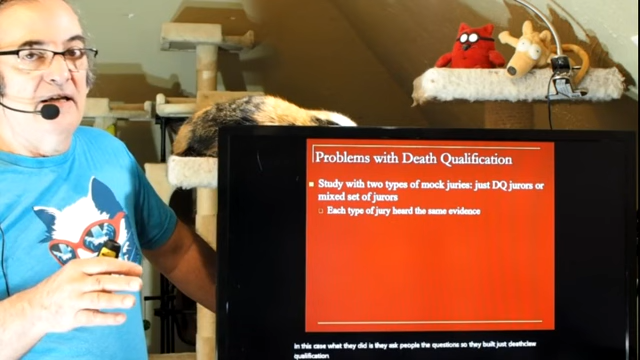 Problems with Death Qualification
Study with two types of mock juries: just DQ jurors or
mixed set of jurors
Each type of jury heard the same evidence
in this case what they did is they ask people the questions so they built just deathclaw
qualification